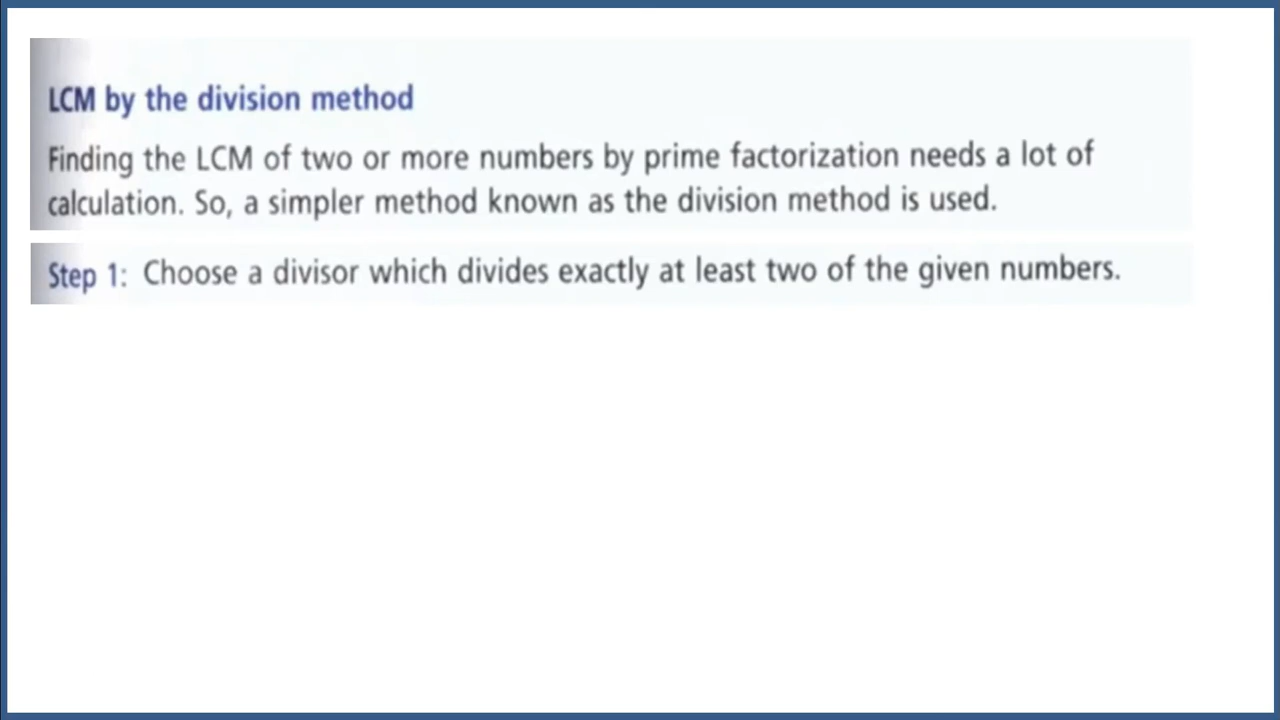 LCM by the division method
Finding the LCM of two or more numbers by prime factorization needs a lot of
calculation. So, a simpler method known as the division method is used.
Step 1: Choose a divisor which divides exactly at least two of the given numbers.